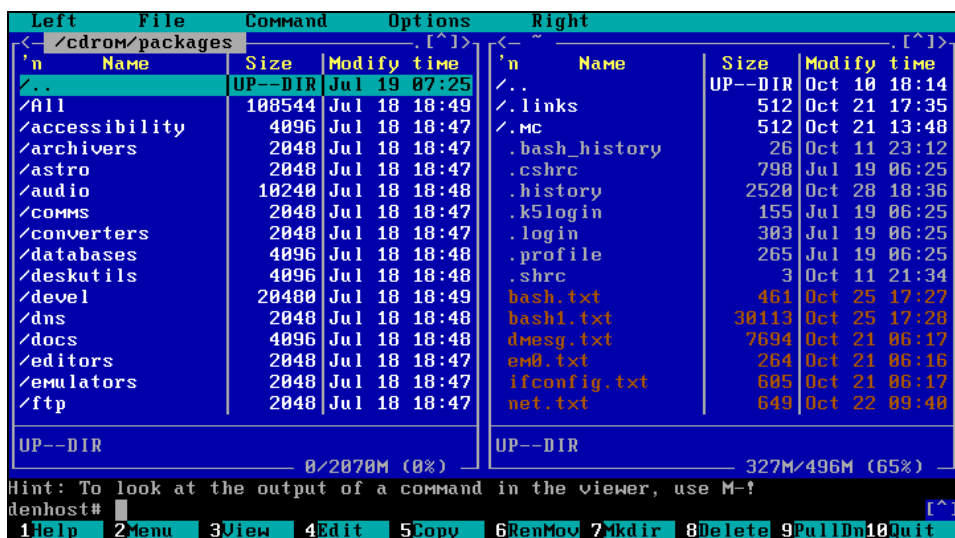 Left File Command Options Right
<– /cdrom/packages .[^]> <– ~ .[^]>
'n Name Size Modify time 'n Name Size Modify time
/.. UP--DIR Jul 19 07:25 /.. UP--DIR Oct 10 18:14
/All 108544 Jul 18 18:49 /.links 512 Oct 21 17:35
/accessibility 4096 Jul 18 18:47 /.mc 512 Oct 21 13:48
/archivers 2048 Jul 18 18:47 .bash_history 26 Oct 11 23:12
/astro 2048 Jul 18 18:47 .cshrc 798 Jul 19 06:25
/audio 10240 Jul 18 18:48 .history 2520 Oct 28 18:36
/comms 2048 Jul 18 18:47 .k5login 155 Jul 19 06:25
/converters 2048 Jul 18 18:47 .login 303 Jul 19 06:25
/databases 4096 Jul 18 18:48 .profile 265 Jul 19 06:25
/deskutils 4096 Jul 18 18:48 .shrc 3 Oct 11 21:34
/devel 20480 Jul 18 18:49 bash.txt 461 Oct 25 17:27
/dns 2048 Jul 18 18:48 bash1.txt 30113 Oct 25 17:28
/docs 4096 Jul 18 18:48 dmesg.txt 7694 Oct 21 06:17
/editors 2048 Jul 18 18:47 em0.txt 264 Oct 21 06:16
/emulators 2048 Jul 18 18:48 ifconfig.txt 605 Oct 21 06:17
/ftp 2048 Jul 18 18:47 net.txt 649 Oct 22 09:40
UP--DIR UP--DIR
0/2070M (0%) 327M/496M (65%)
Hint: To look at the output of a command in the viewer, use M-!
denhost# [^]
1Help 2Menu 3View 4Edit 5Copy 6RenMov 7Mkdir 8Delete 9PullDn 10Quit